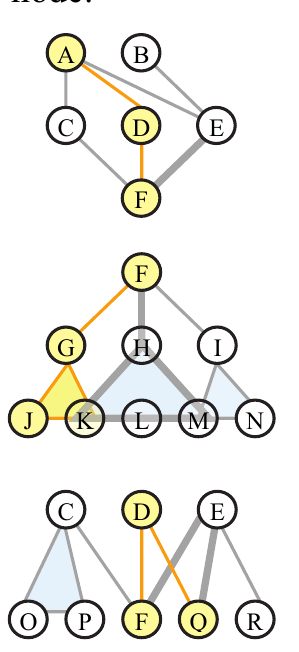 node.
A B
C D E
F
F
G H I
J K L M N
C D E
O P F Q R